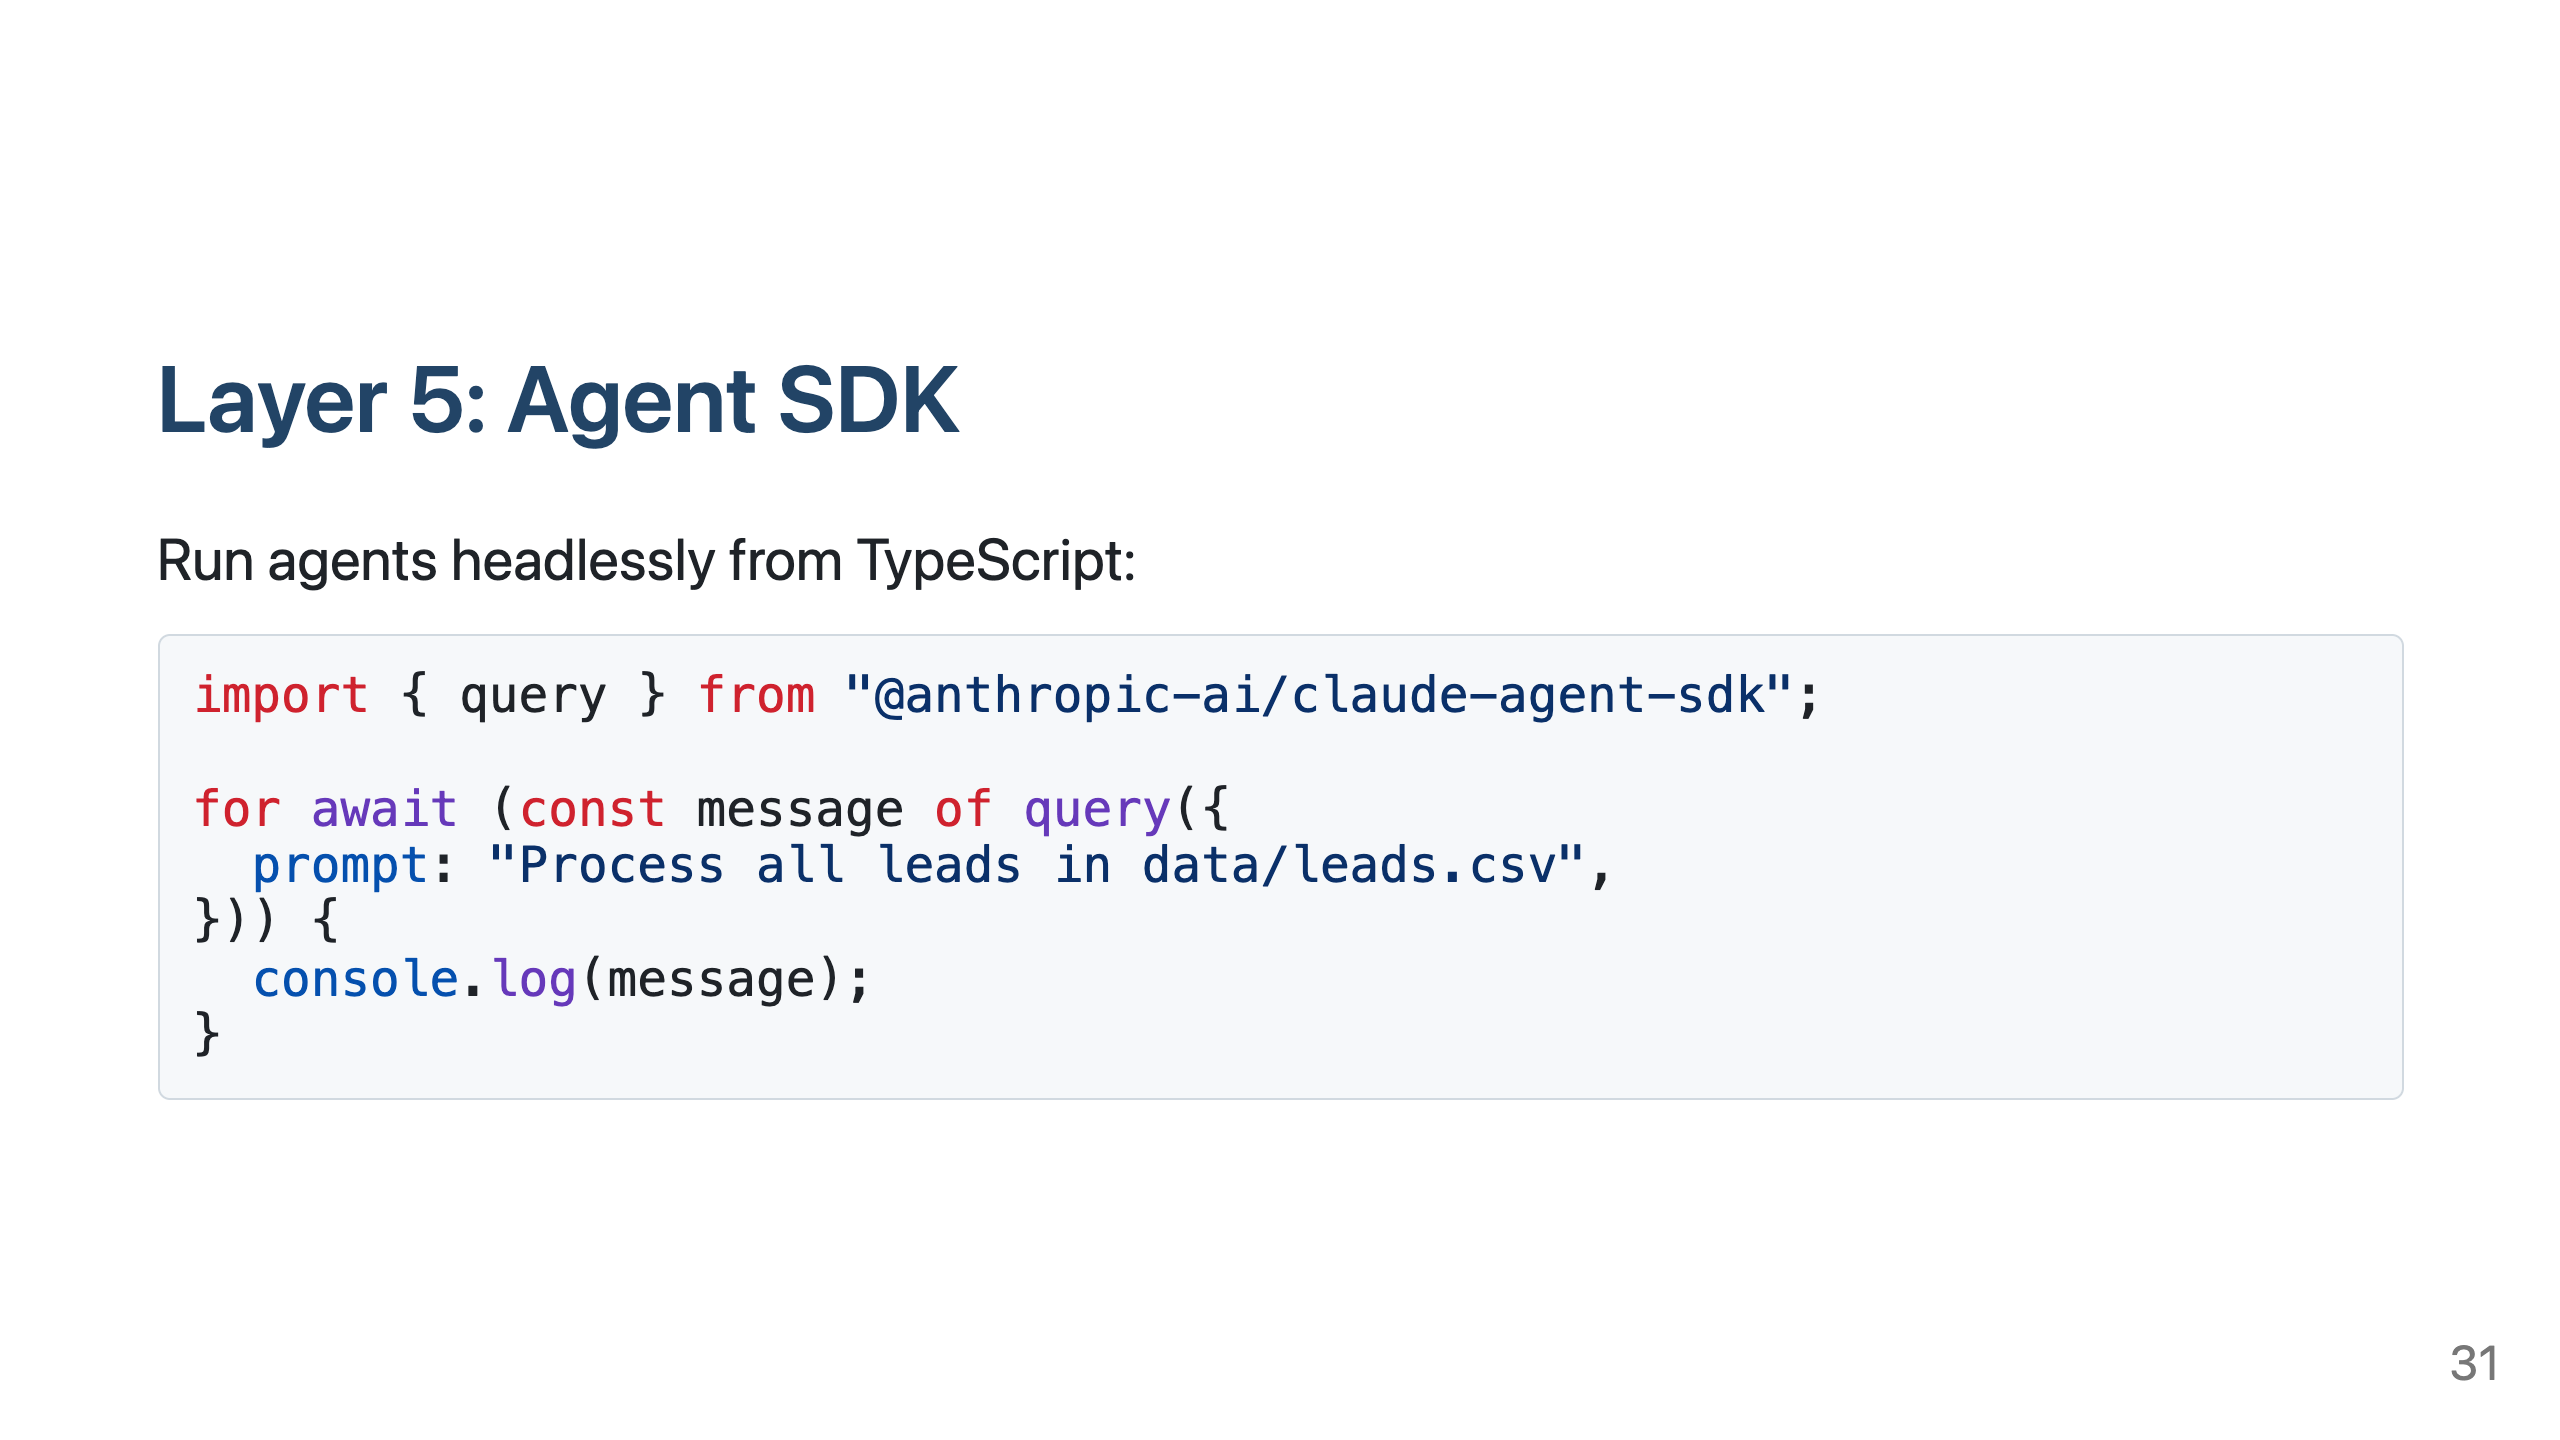 Layer 5: Agent SDK
Run agents headlessly from TypeScript:
import { query } from "@anthropic-ai/claude-agent-sdk";

for await (const message of query({
  prompt: "Process all leads in data/leads.csv",
})) {
  console.log(message);
}
31